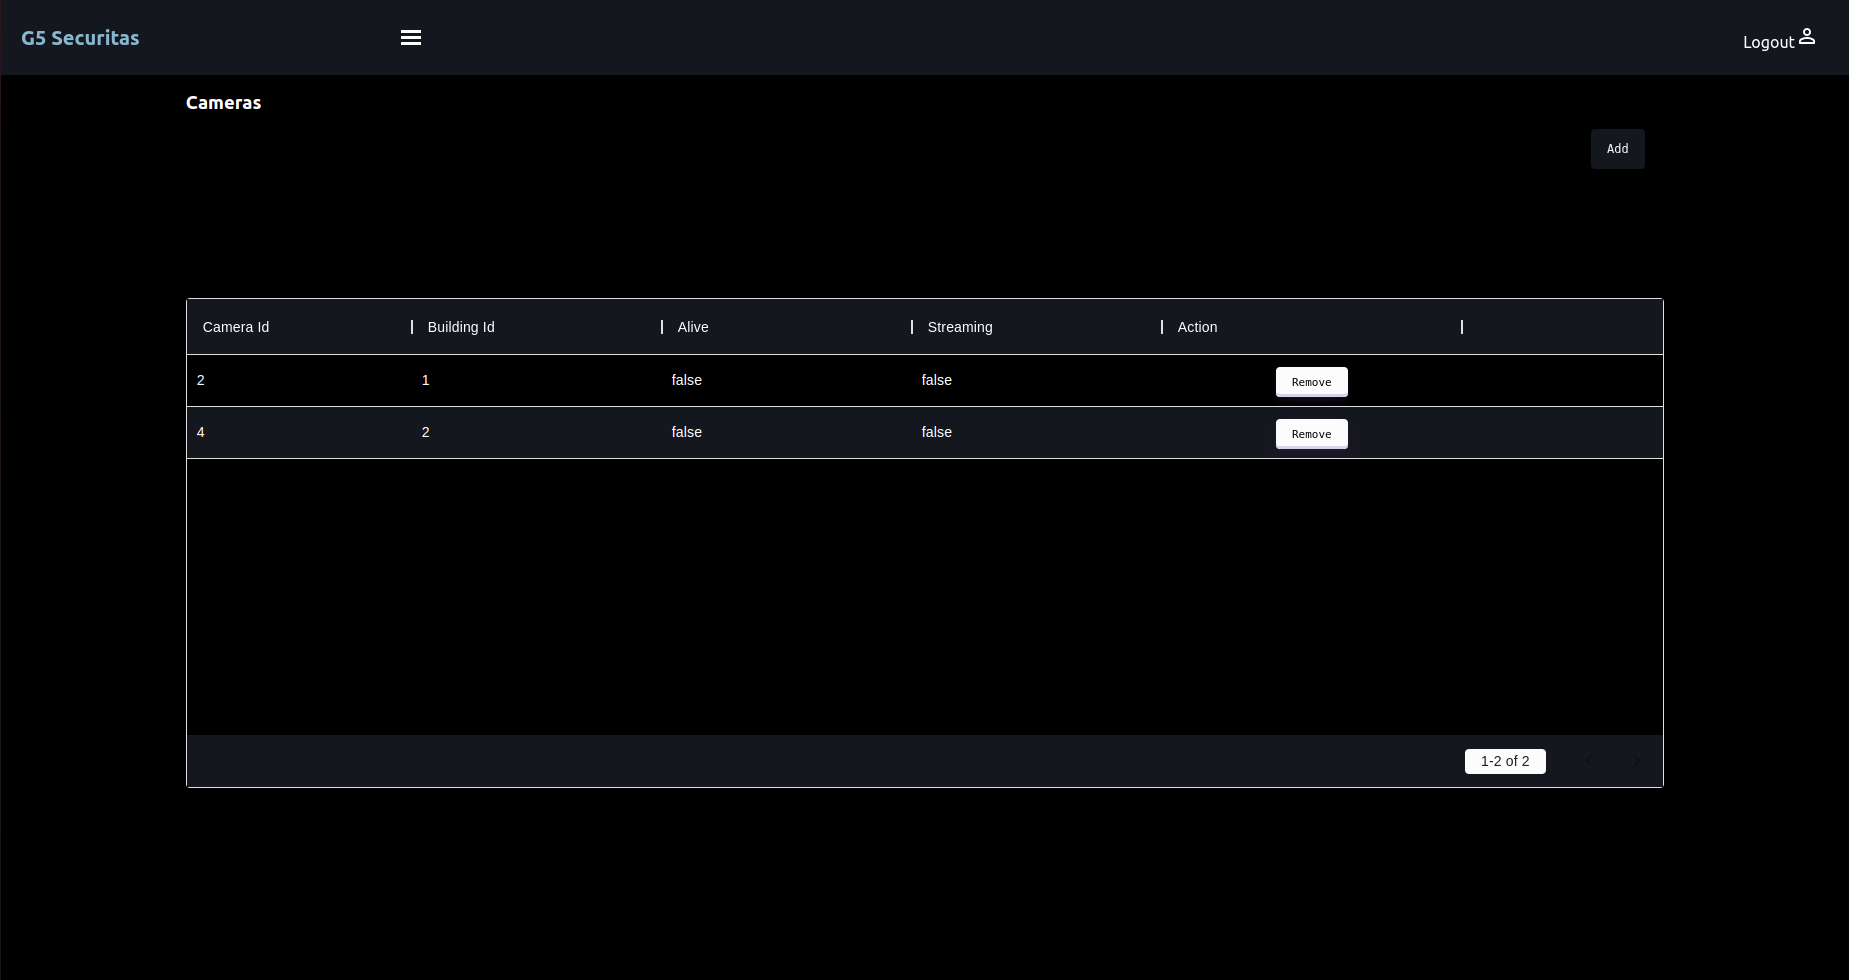 G5 Securitas
Logout
Cameras
Add
Camera Id Building Id Alive Streaming Action
2 1 false false Remove
4 2 false false Remove
1-2 of 2